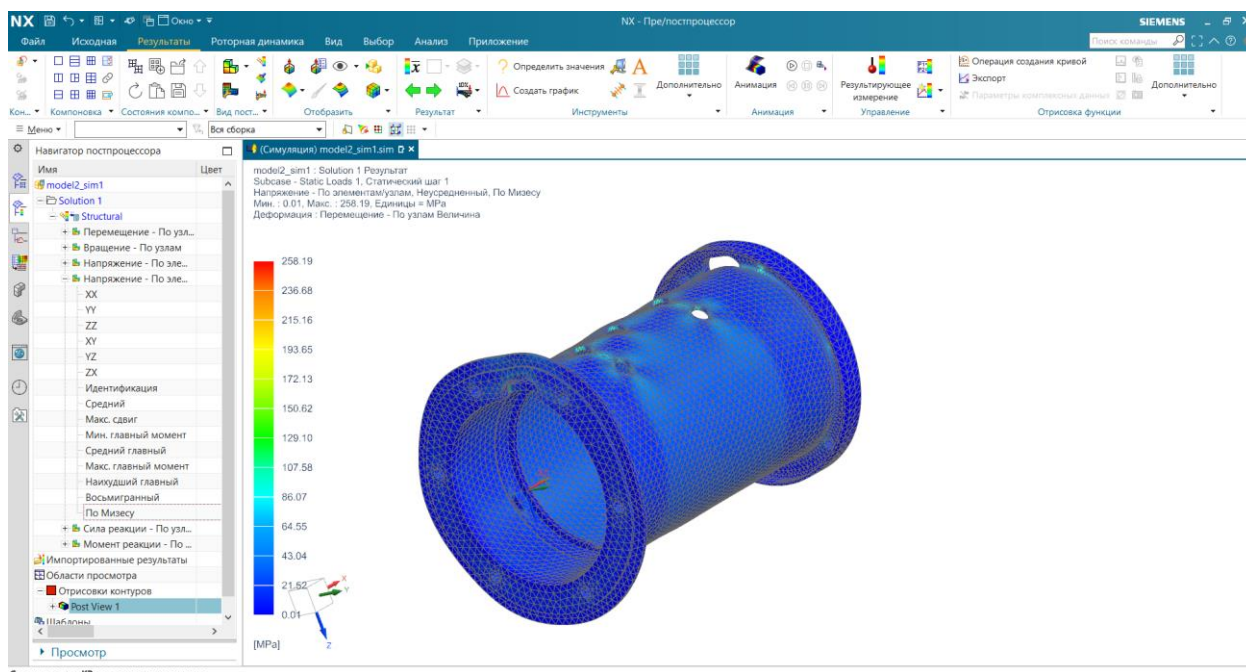 NX Окно NX - Пре/постпроцессор SIEMENS
Файл Исходная Результаты Роторная динамика Вид Выбор Анализ Приложение Поиск команды
Определить значения Дополнительно Анимация Результирующее измерение Операция создания кривой Дополнительно
Создать график Экспорт
Параметры комплексных данных
Кон... Компоновка Состояния компо... Вид пост... Отобразить Результат Инструменты Анимация Управление Отрисовка функции
Меню Вся сборка
Навигатор постпроцессора
(Симуляция) model2_sim1.sim
Имя Цвет
model2_sim1
Solution 1
Structural
Перемещение - По узл...
Вращение - По узлам
Напряжение - По эле...
Напряжение - По эле...
XX
YY
ZZ
XY
YZ
ZX
Идентификация
Средний
Макс. сдвиг
Мин. главный момент
Средний главный
Макс. главный момент
Наихудший главный
Восьмигранный
По Мизесу
Сила реакции - По узл...
Момент реакции - По ...
Импортированные результаты
Области просмотра
Отрисовки контуров
Post View 1
Шаблоны
Просмотр
model2_sim1 : Solution 1 Результат
Subcase - Static Loads 1, Статический шаг 1
Напряжение - По элементам/узлам, Неусредненный, По Мизесу
Мин. : 0.01, Макс. : 258.19, Единицы = MPa
Деформация : Перемещение - По узлам Величина
258.19
236.68
215.16
193.65
172.13
150.62
129.10
107.58
86.07
64.55
43.04
21.52
0.01
[MPa]
X
Y
Z